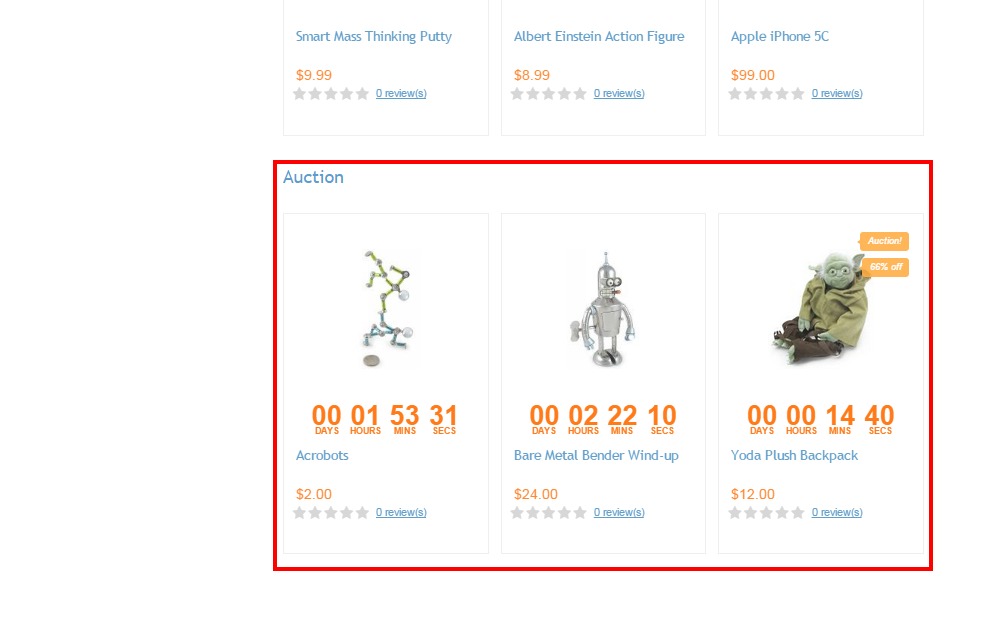 Smart Mass Thinking Putty
Albert Einstein Action Figure
Apple iPhone 5C
$9.99
$8.99
$99.00
0 review(s)
0 review(s)
0 review(s)
Auction
Auction!
66% off
00 01 53 31
DAYS HOURS MINS SECS
00 02 22 10
DAYS HOURS MINS SECS
00 00 14 40
DAYS HOURS MINS SECS
Acrobots
Bare Metal Bender Wind-up
Yoda Plush Backpack
$2.00
$24.00
$12.00
0 review(s)
0 review(s)
0 review(s)